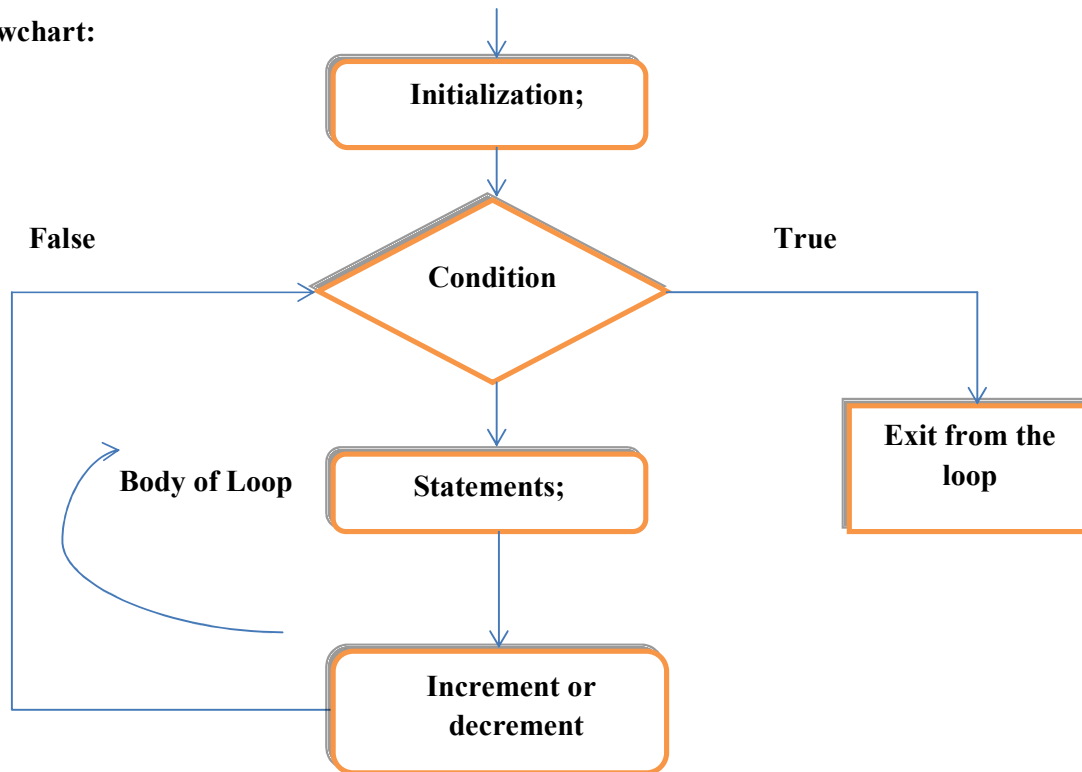 wchart:
Initialization;
False
True
Condition
Exit from the
loop
Body of Loop
Statements;
Increment or
decrement